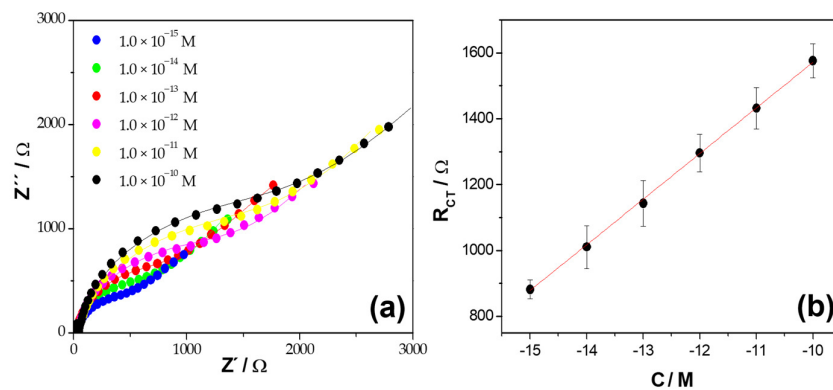 3000
2000
1000
0
0
1000
2000
3000
Z´´ / Ω
Z´ / Ω
1.0 × 10⁻¹⁵ M
1.0 × 10⁻¹⁴ M
1.0 × 10⁻¹³ M
1.0 × 10⁻¹² M
1.0 × 10⁻¹¹ M
1.0 × 10⁻¹⁰ M
(a)
1600
1400
1200
1000
800
R_CT / Ω
-15
-14
-13
-12
-11
-10
C / M
(b)